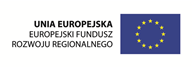 UNIA EUROPEJSKA
EUROPEJSKI FUNDUSZ
ROZWOJU REGIONALNEGO